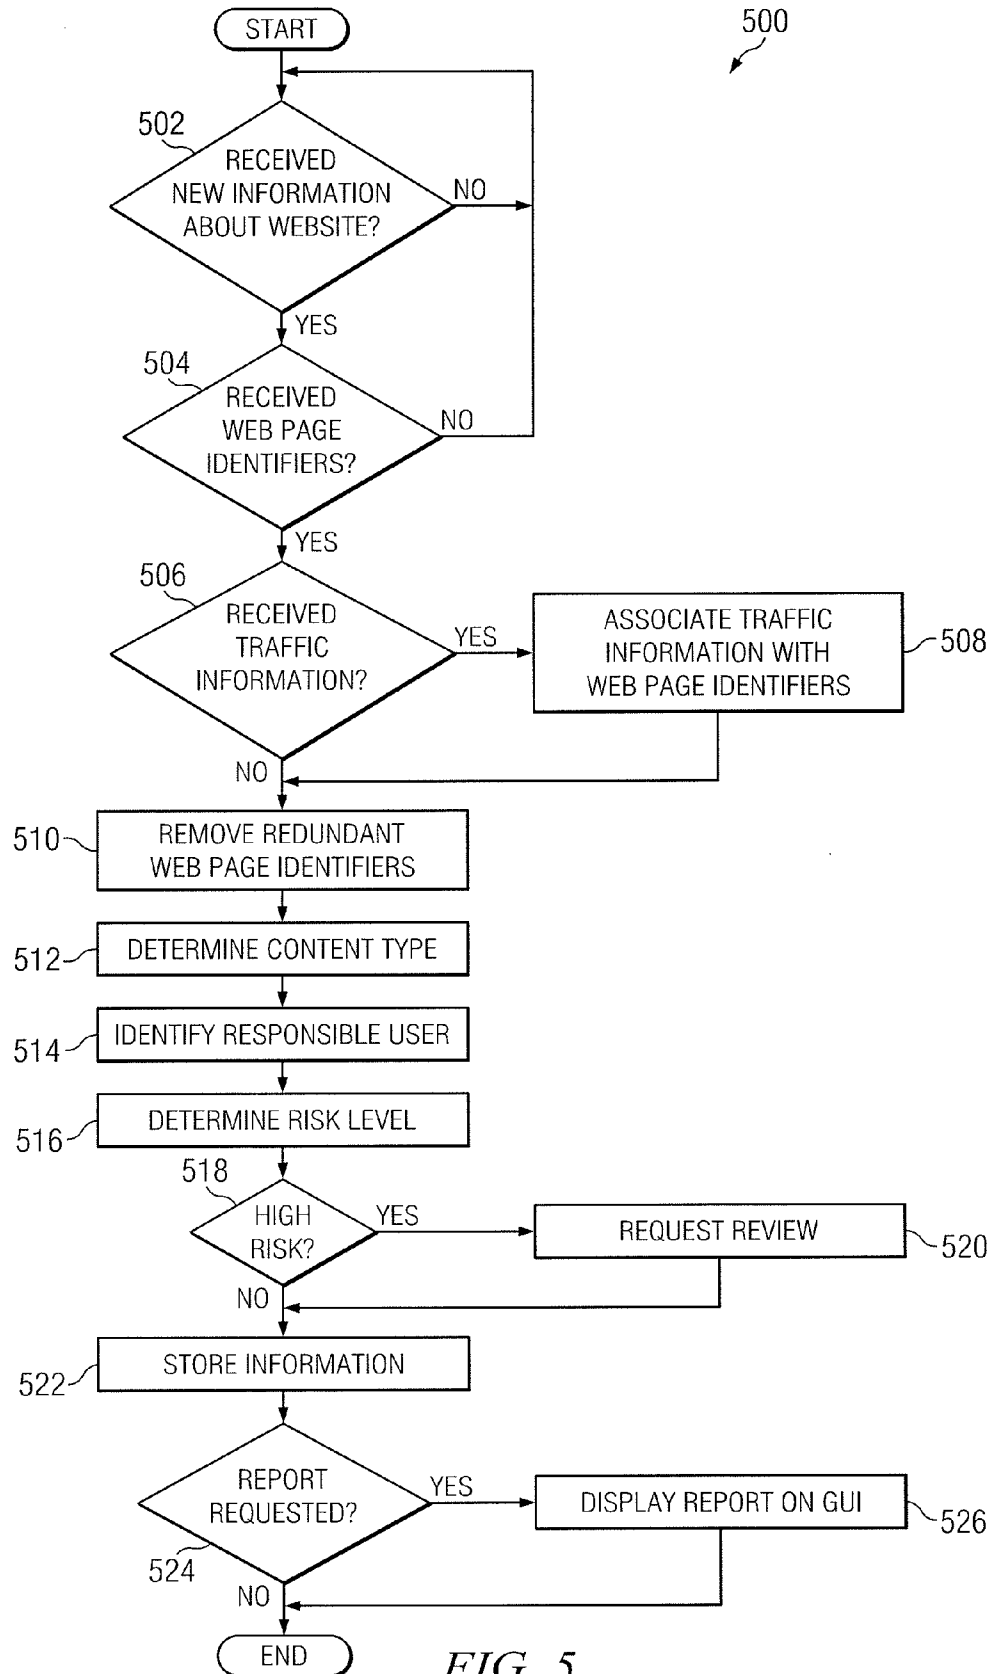 START
500
502
RECEIVED
NEW INFORMATION
ABOUT WEBSITE?
NO
YES
504
RECEIVED
WEB PAGE
IDENTIFIERS?
NO
YES
506
RECEIVED
TRAFFIC
INFORMATION?
YES
ASSOCIATE TRAFFIC
INFORMATION WITH
WEB PAGE IDENTIFIERS
508
NO
510
REMOVE REDUNDANT
WEB PAGE IDENTIFIERS
512
DETERMINE CONTENT TYPE
514
IDENTIFY RESPONSIBLE USER
516
DETERMINE RISK LEVEL
518
HIGH
RISK?
YES
REQUEST REVIEW
520
NO
522
STORE INFORMATION
REPORT
REQUESTED?
YES
DISPLAY REPORT ON GUI
526
524
NO
END
FIG. 5